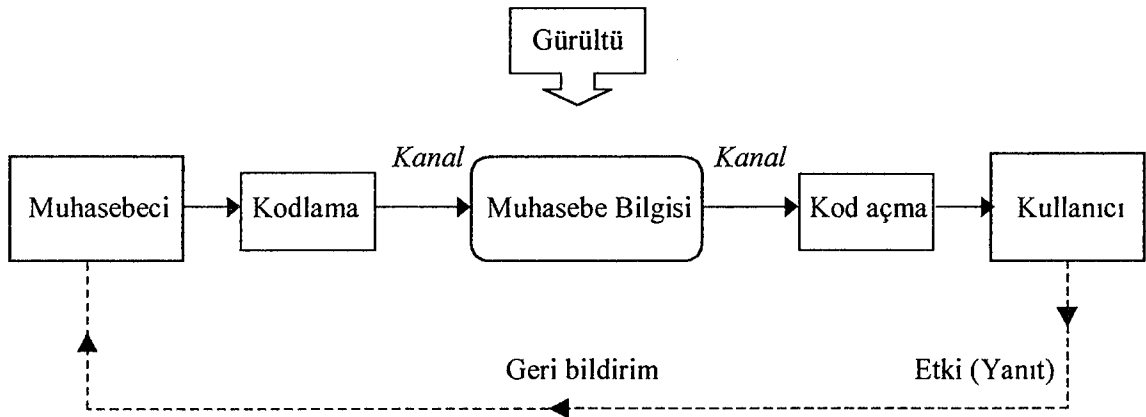 Gürültü
Kanal
Kanal
Muhasebeci
Kodlama
Muhasebe Bilgisi
Kod açma
Kullanıcı
Geri bildirim
Etki (Yanıt)